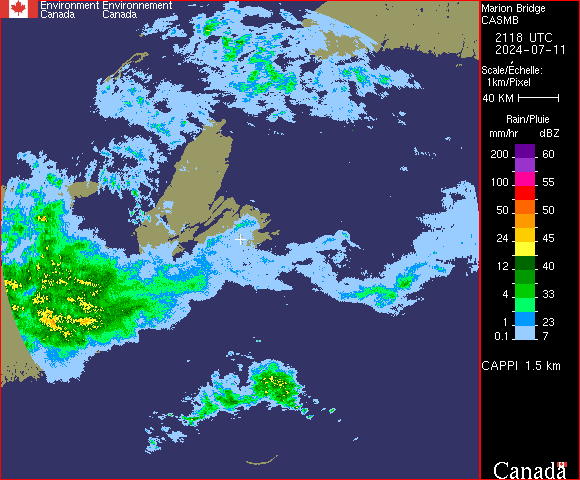 Environment Environnement
Canada Canada
Marion Bridge
CASMB
2118 UTC
2024-07-11
Scale/Échelle:
1km/Pixel
40 KM
Rain/Pluie
mm/hr dBZ
200 60
55
100 55
50 50
24 45
12 40
4 33
1 23
0.1 7
CAPPI 1.5 km
Canada